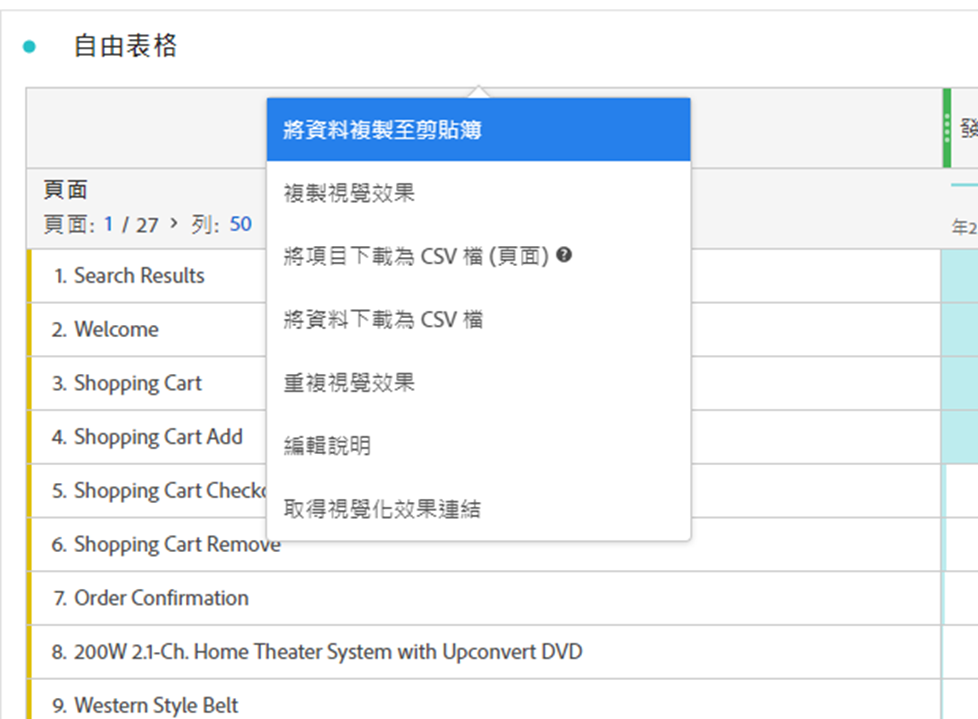 自由表格
將資料複製至剪貼簿
複製視覺效果
將項目下載為 CSV 檔 (頁面) ?
將資料下載為 CSV 檔
重複視覺效果
編輯說明
取得視覺化效果連結
頁面
頁面: 1 / 27 > 列: 50
年2
1. Search Results
2. Welcome
3. Shopping Cart
4. Shopping Cart Add
5. Shopping Cart
6. Shopping Cart Remove
7. Order Confirmation
8. 200W 2.1-Ch. Home Theater System with Upconvert DVD
9. Western Style Belt